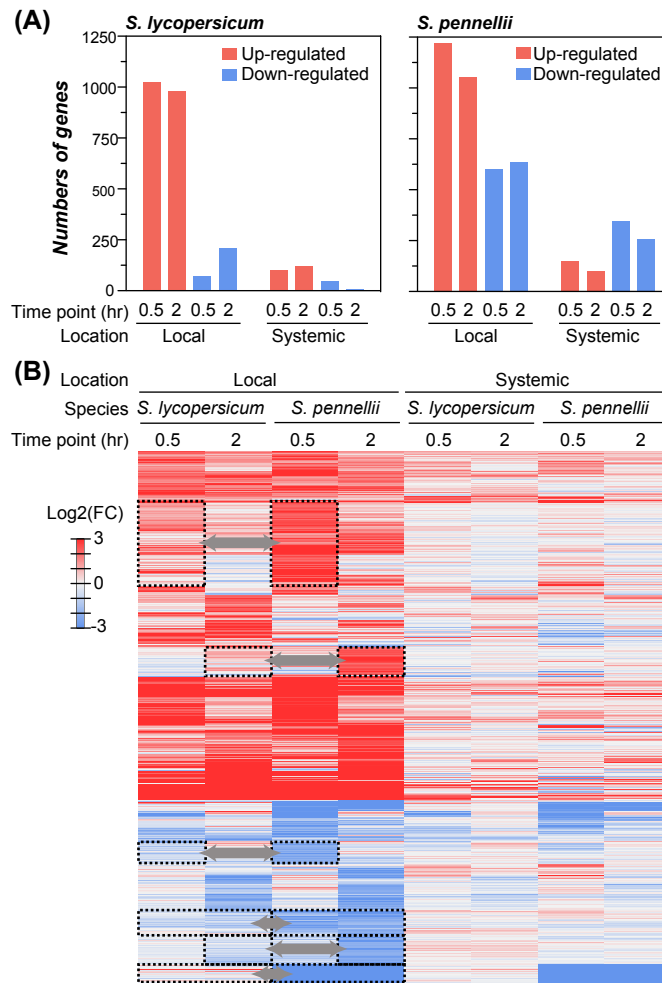 (A)
S. lycopersicum
S. pennellii
1250
1000
750
500
250
0
Numbers of genes
Up-regulated
Down-regulated
Up-regulated
Down-regulated
Time point (hr) 0.5 2 0.5 2 0.5 2 0.5 2 0.5 2 0.5 2 0.5 2 0.5 2
Location Local Systemic Local Systemic
(B)
Location Local Systemic
Species S. lycopersicum S. pennellii S. lycopersicum S. pennellii
Time point (hr) 0.5 2 0.5 2 0.5 2 0.5 2
Log2(FC)
3
0
-3